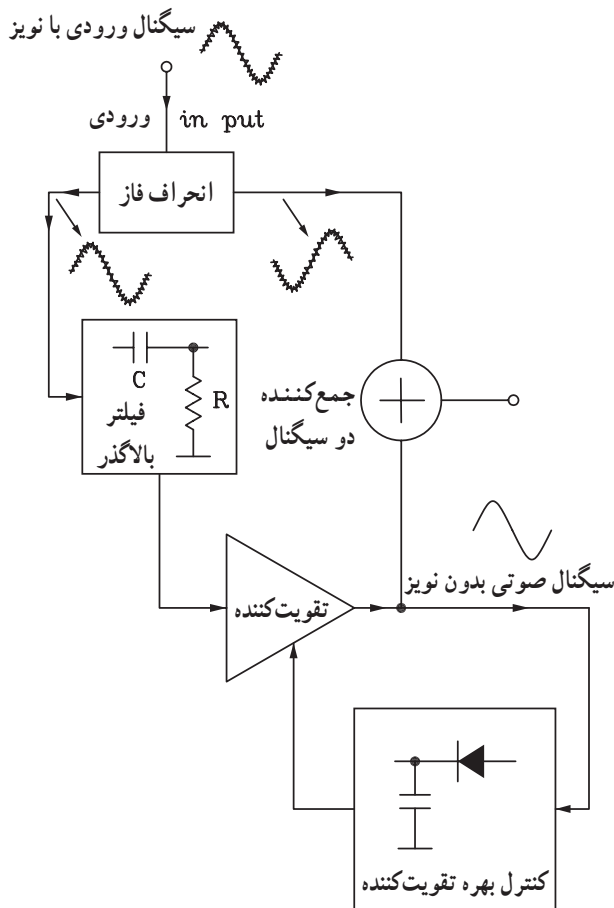 سیگنال ورودی با نویز
ورودی in put
انحراف فاز
C
R
فیلتر
بالاگذر
جمع‌کننده
دو سیگنال
سیگنال صوتی بدون نویز
تقویت‌کننده
کنترل بهره تقویت‌کننده